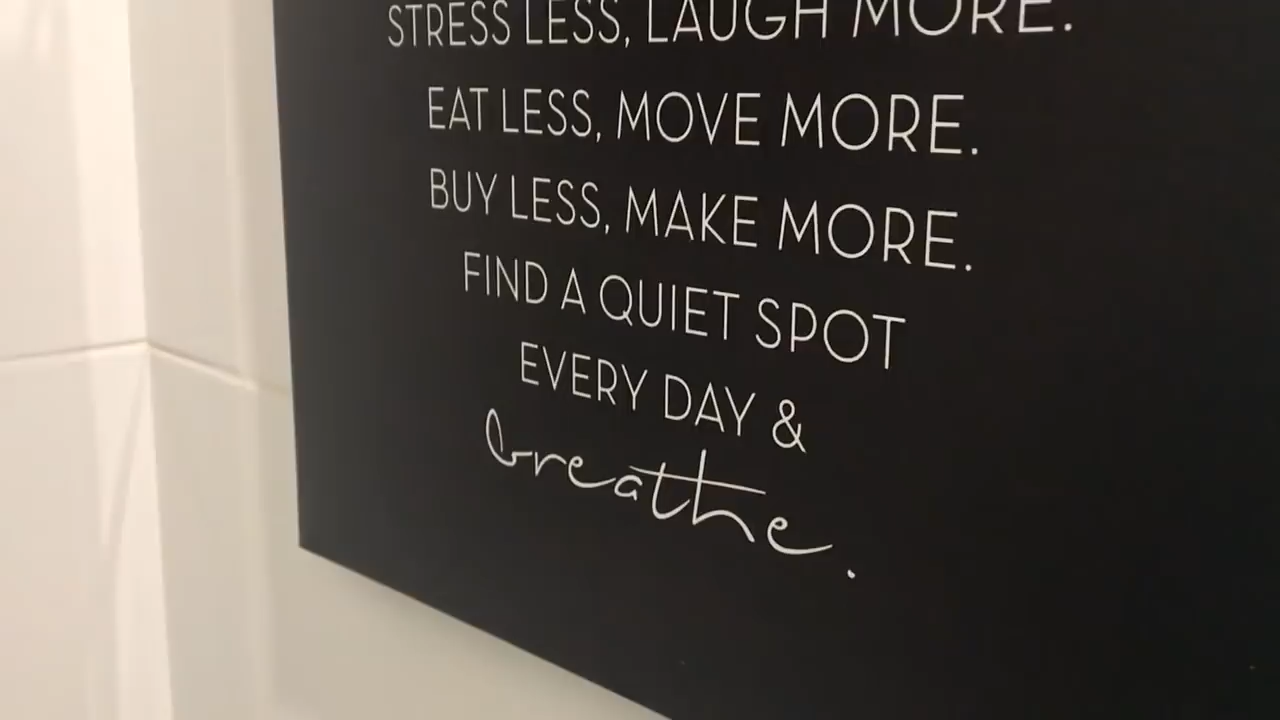 STRESS LESS, LAUGH MORE.
EAT LESS, MOVE MORE.
BUY LESS, MAKE MORE.
FIND A QUIET SPOT
EVERY DAY &
breathe.